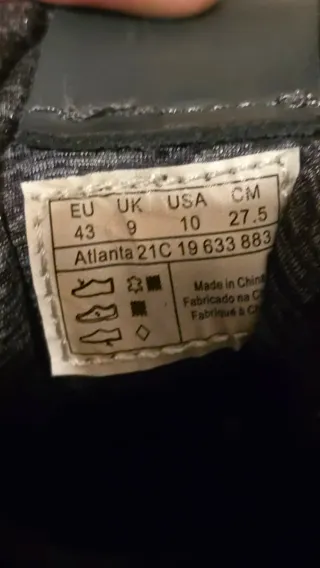 EU UK USA CM
43 9 10 27.5
Atlanta 21C 19 633 883
Made in China
Fabricado na C
Fabriqué à C